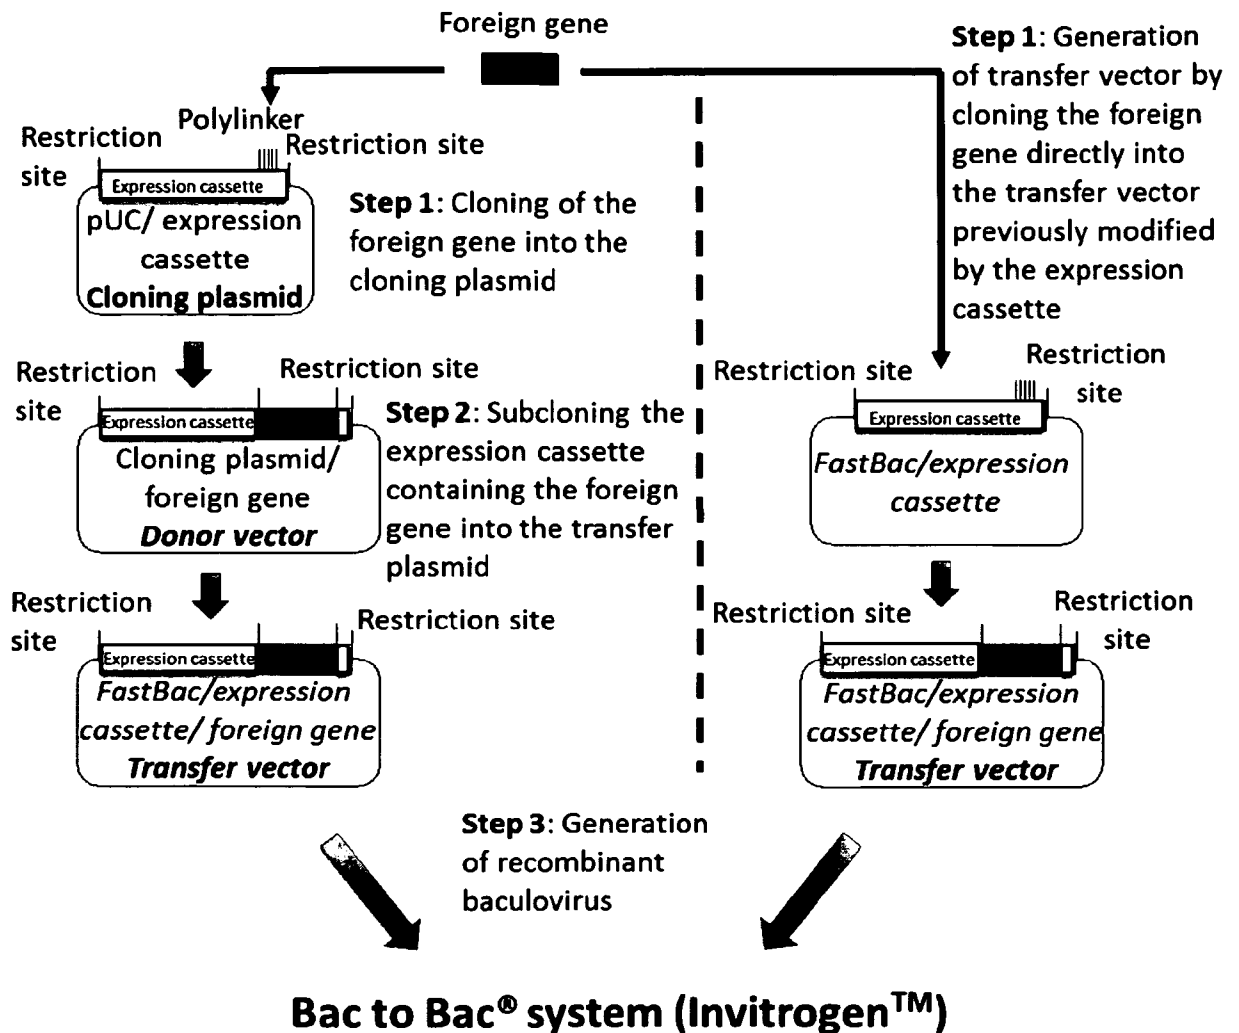 Foreign gene
Polylinker
Restriction
site
Restriction site
Expression cassette
pUC/ expression
cassette
Cloning plasmid
Step 1: Cloning of the
foreign gene into the
cloning plasmid
Restriction
site
Restriction site
Expression cassette
Cloning plasmid/
foreign gene
Donor vector
Step 2: Subcloning the
expression cassette
containing the foreign
gene into the transfer
plasmid
Restriction
site
Restriction site
Expression cassette
FastBac/expression
cassette/ foreign gene
Transfer vector
Step 1: Generation
of transfer vector by
cloning the foreign
gene directly into
the transfer vector
previously modified
by the expression
cassette
Restriction site
Restriction
site
Expression cassette
FastBac/expression
cassette
Restriction site
Restriction
site
Expression cassette
FastBac/expression
cassette/ foreign gene
Transfer vector
Step 3: Generation
of recombinant
baculovirus
Bac to Bac® system (Invitrogen™)